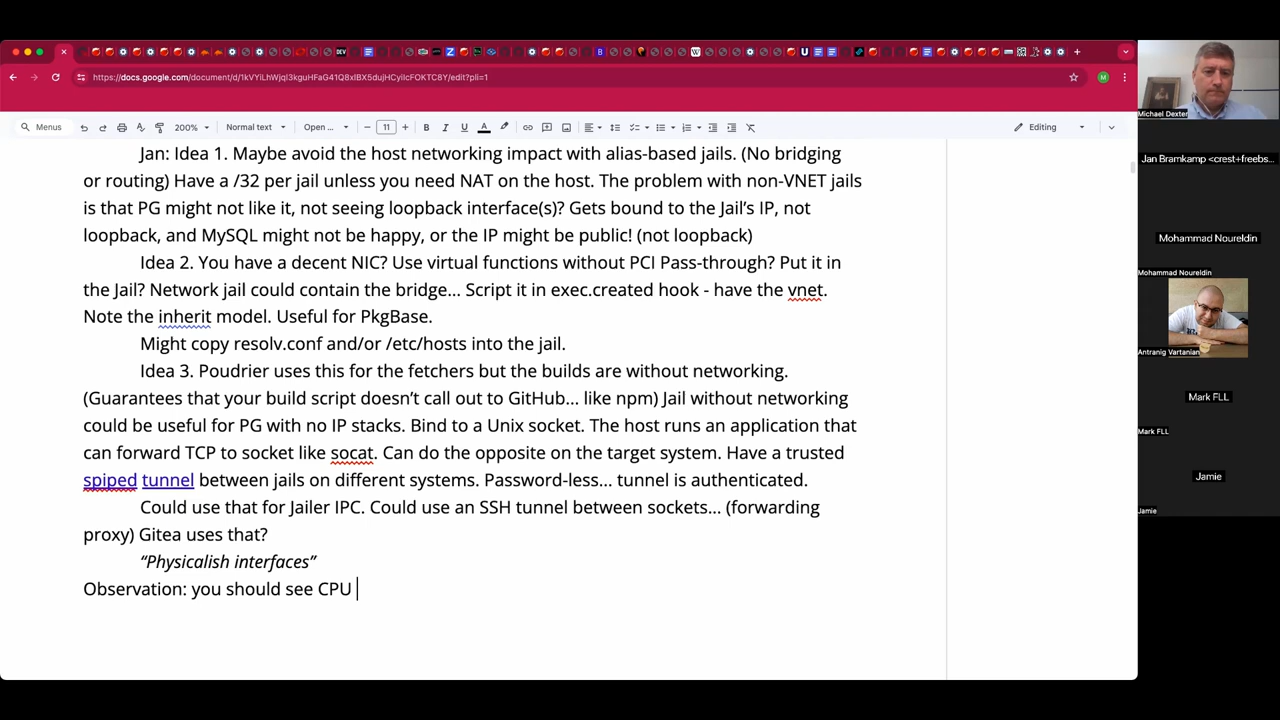 https://docs.google.com/document/d/1kVYiLhWjqI3kguHFaG41Q8xlBX5dujHCyiIcFOKTC8Y/edit?pli=1
M
Menus
200%
Normal text
Open ...
11
Editing
Jan: Idea 1. Maybe avoid the host networking impact with alias-based jails. (No bridging
or routing) Have a /32 per jail unless you need NAT on the host. The problem with non-VNET jails
is that PG might not like it, not seeing loopback interface(s)? Gets bound to the Jail’s IP, not
loopback, and MySQL might not be happy, or the IP might be public! (not loopback)
Idea 2. You have a decent NIC? Use virtual functions without PCI Pass-through? Put it in
the Jail? Network jail could contain the bridge... Script it in exec.created hook - have the vnet.
Note the inherit model. Useful for PkgBase.
Might copy resolv.conf and/or /etc/hosts into the jail.
Idea 3. Poudrier uses this for the fetchers but the builds are without networking.
(Guarantees that your build script doesn’t call out to GitHub... like npm) Jail without networking
could be useful for PG with no IP stacks. Bind to a Unix socket. The host runs an application that
can forward TCP to socket like socat. Can do the opposite on the target system. Have a trusted
spiped tunnel between jails on different systems. Password-less... tunnel is authenticated.
Could use that for Jailer IPC. Could use an SSH tunnel between sockets... (forwarding
proxy) Gitea uses that?
“Physicalish interfaces”
Observation: you should see CPU
Michael Dexter
Jan Bramkamp <crest+freebs...
Mohammad Noureldin
Mohammad Noureldin
Antranig Vartanian
Mark FLL
Mark FLL
Jamie
Jamie